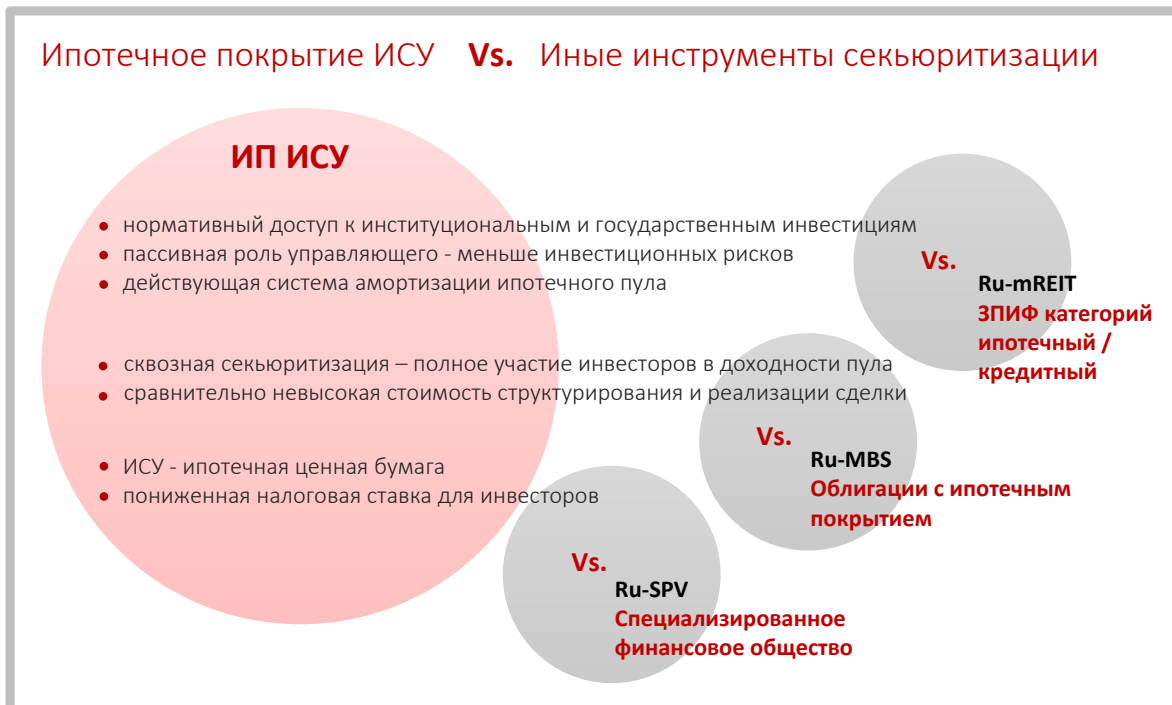 Ипотечное покрытие ИСУ Vs. Иные инструменты секьюритизации
ИП ИСУ
• нормативный доступ к институциональным и государственным инвестициям
• пассивная роль управляющего - меньше инвестиционных рисков
• действующая система амортизации ипотечного пула
Vs.
Ru-mREIT
ЗПИФ категорий
ипотечный /
кредитный
• сквозная секьюритизация – полное участие инвесторов в доходности пула
• сравнительно невысокая стоимость структурирования и реализации сделки
Vs.
Ru-MBS
Облигации с ипотечным
покрытием
• ИСУ - ипотечная ценная бумага
• пониженная налоговая ставка для инвесторов
Vs.
Ru-SPV
Специализированное
финансовое общество